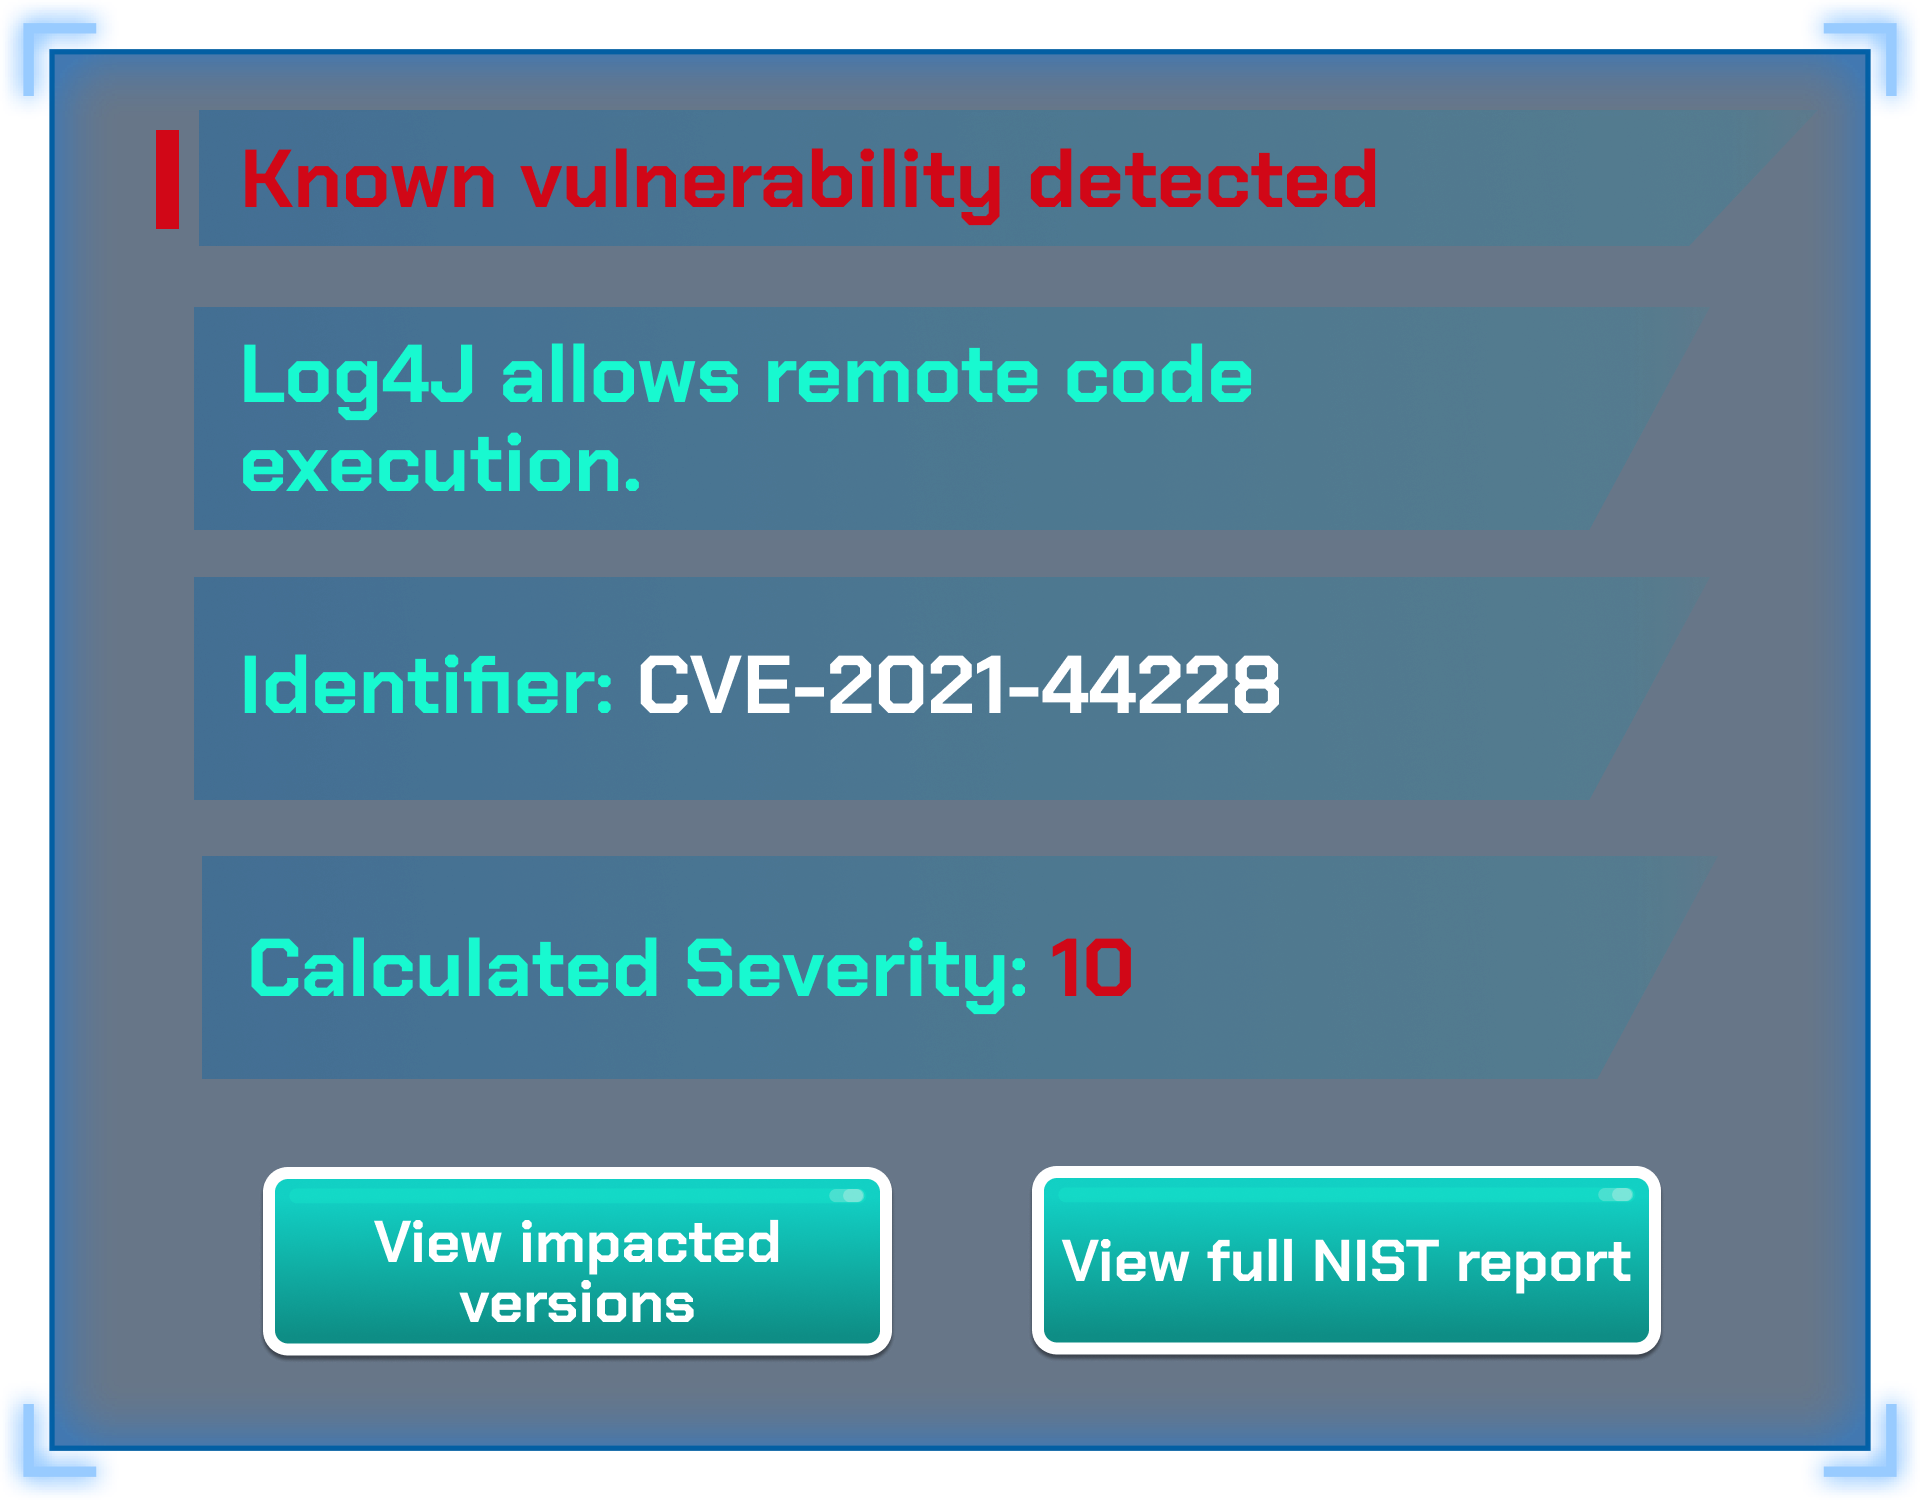 Known vulnerability detected
Log4J allows remote code
execution.
Identifier: CVE-2021-44228
Calculated Severity: 10
View impacted
versions
View full NIST report